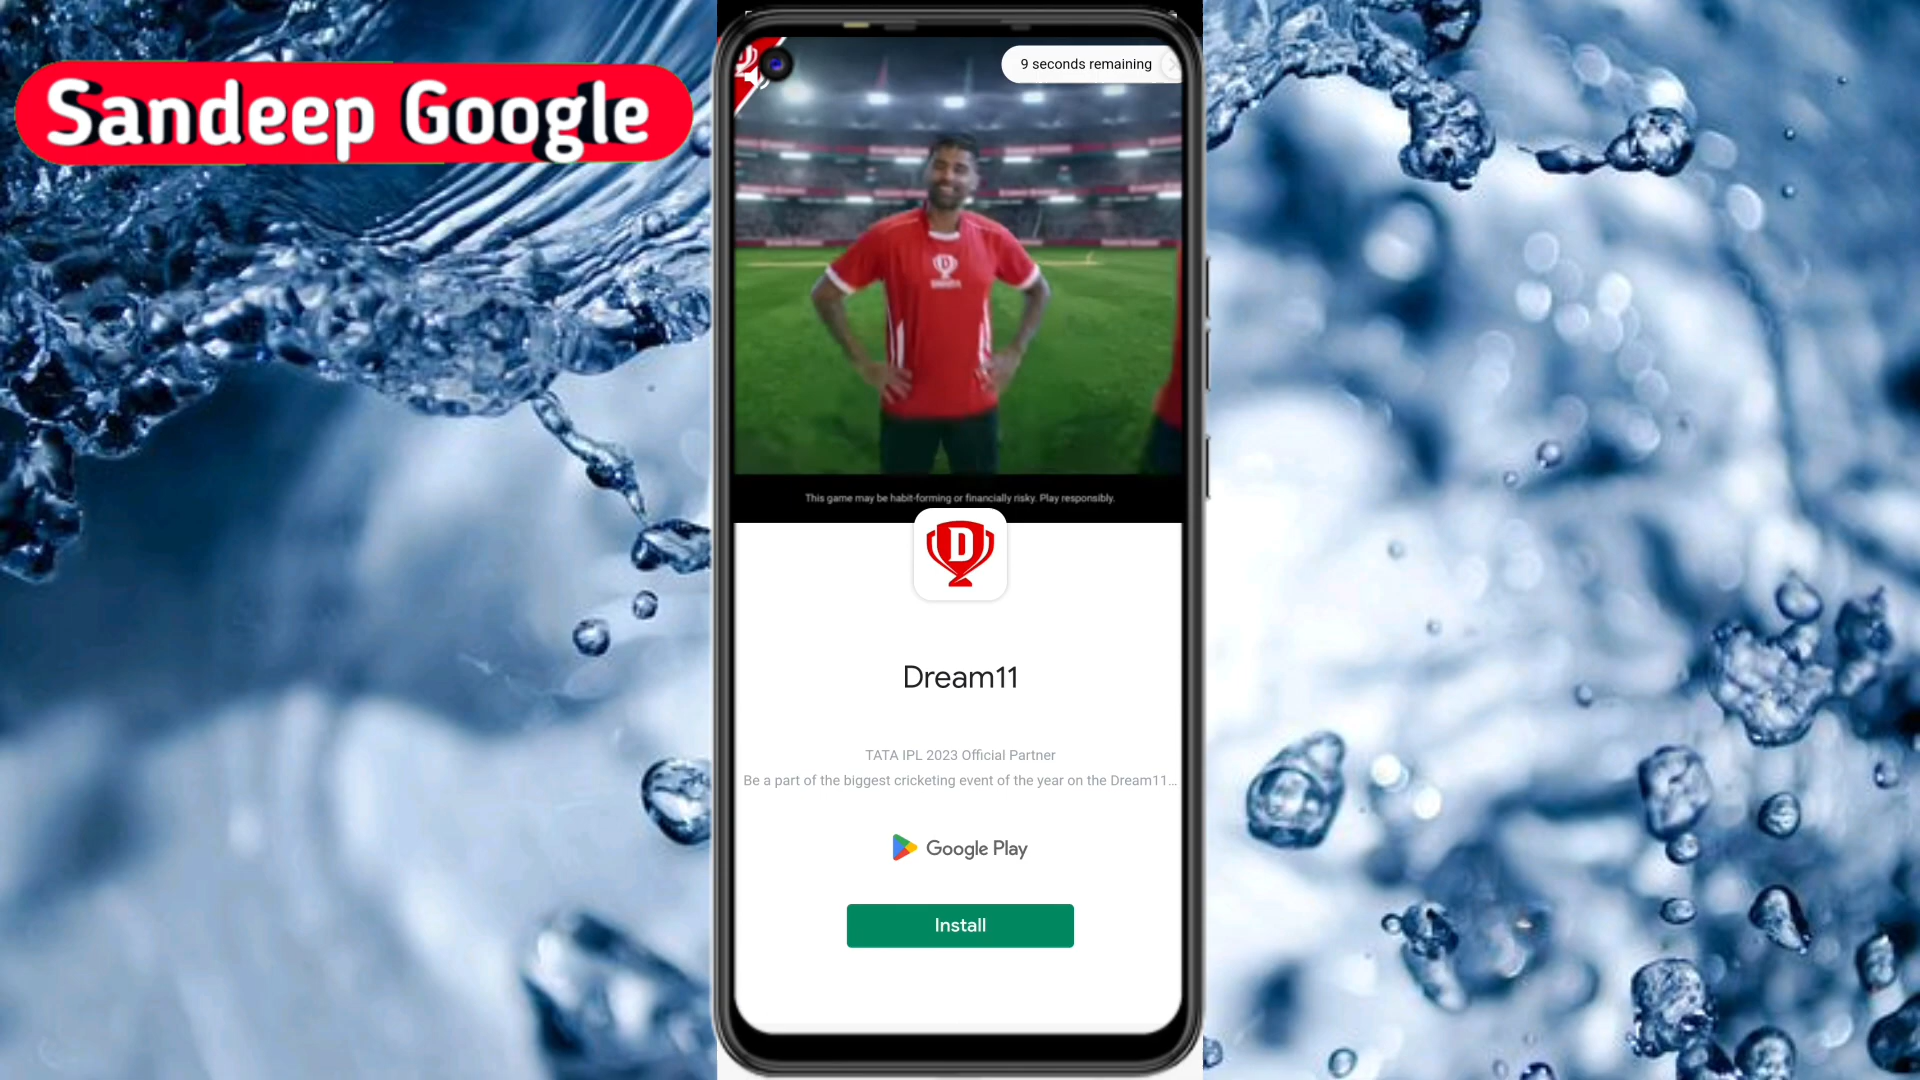 Sandeep Google
9 seconds remaining
This game may be habit-forming or financially risky. Play responsibly.
D
Dream11
TATA IPL 2023 Official Partner
Be a part of the biggest cricketing event of the year on the Dream11...
Google Play
Install